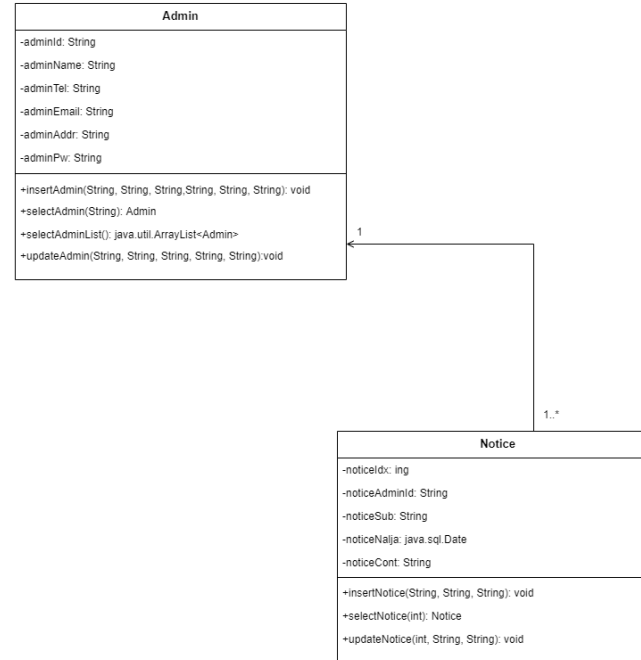 Admin
-adminId: String
-adminName: String
-adminTel: String
-adminEmail: String
-adminAddr: String
-adminPw: String
+insertAdmin(String, String, String,String, String, String): void
+selectAdmin(String): Admin
+selectAdminList(): java.util.ArrayList<Admin>
+updateAdmin(String, String, String, String, String):void
1
1..*
Notice
-noticeIdx: ing
-noticeAdminId: String
-noticeSub: String
-noticeNalja: java.sql.Date
-noticeCont: String
+insertNotice(String, String, String): void
+selectNotice(int): Notice
+updateNotice(int, String, String): void